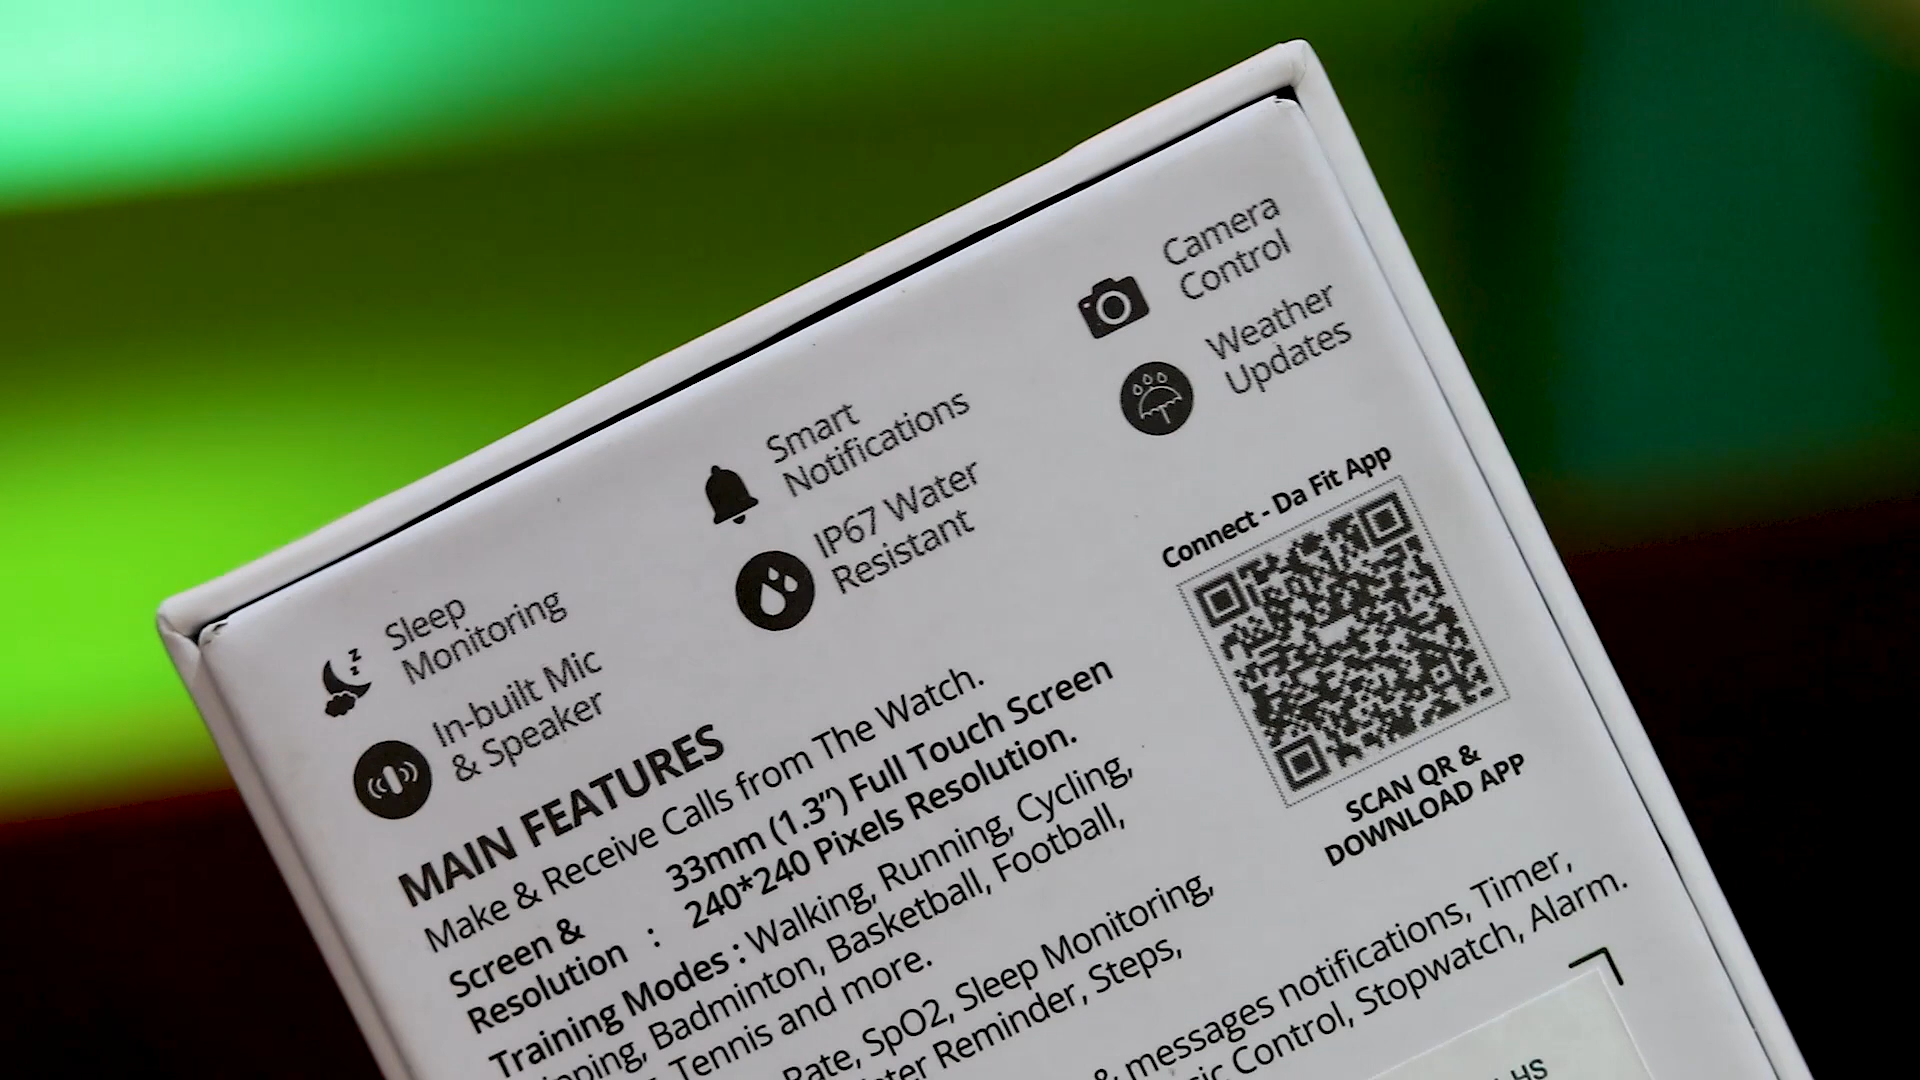 Sleep
Monitoring
In-built Mic
& Speaker
Smart
Notifications
IP67 Water
Resistant
Camera
Control
Weather
Updates
Connect - Da Fit App
SCAN QR &
DOWNLOAD APP
MAIN FEATURES
Make & Receive Calls from The Watch.
Screen &
Resolution : 33mm (1.3”) Full Touch Screen
240*240 Pixels Resolution.
Training Modes : Walking, Running, Cycling,
Badminton, Basketball, Football,
Tennis and more.
Rate, SpO2, Sleep Monitoring,
Reminder, Steps,
& messages notifications, Timer,
Control, Stopwatch, Alarm.